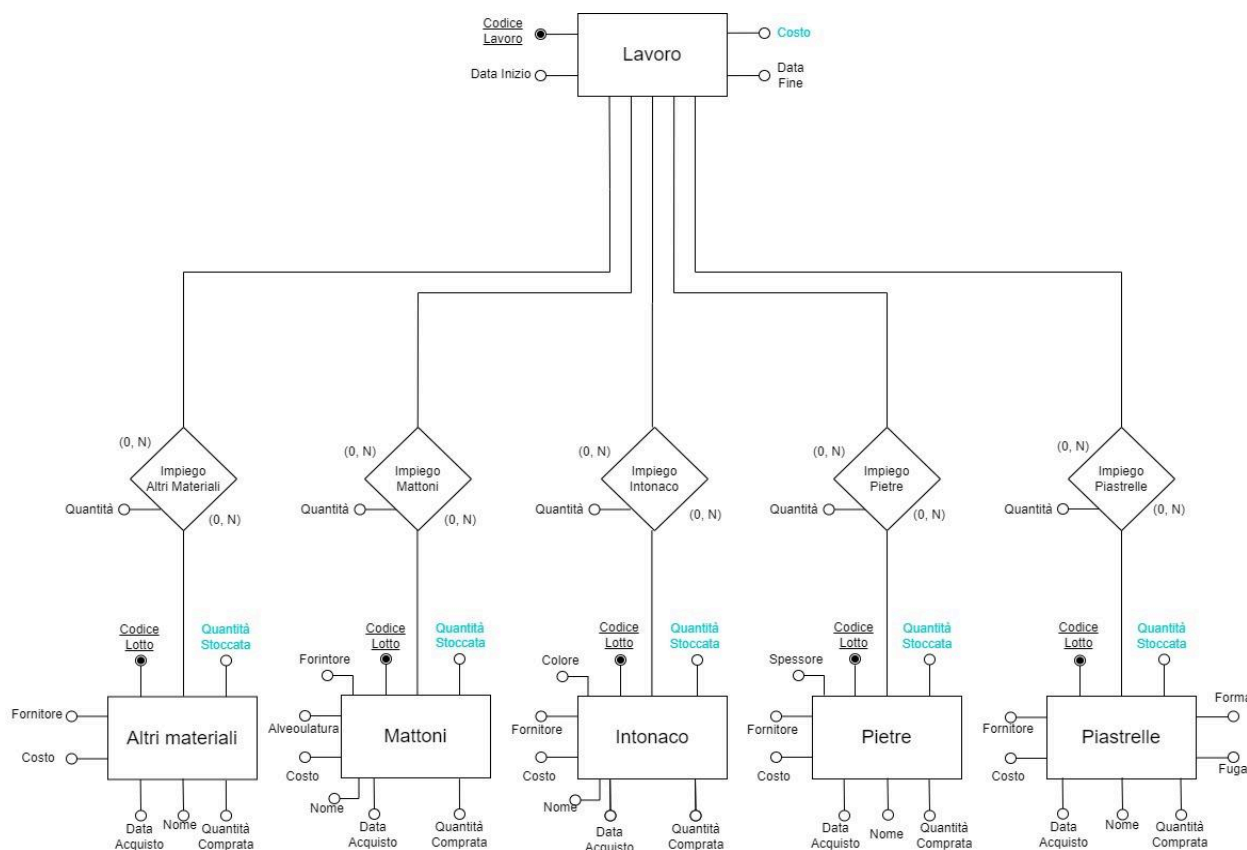 Codice
Lavoro
Lavoro
Costo
Data Inizio
Data
Fine
(0, N)
Impiego
Altri Materiali
Quantità
(0, N)
(0, N)
Impiego
Mattoni
Quantità
(0, N)
(0, N)
Impiego
Intonaco
Quantità
(0, N)
(0, N)
Impiego
Pietre
Quantità
(0, N)
(0, N)
Impiego
Piastrelle
Quantità
(0, N)
Codice
Lotto
Quantità
Stoccata
Fornitore
Altri materiali
Costo
Data
Acquisto
Nome
Quantità
Comprata
Codice
Lotto
Quantità
Stoccata
Forintore
Alveoulatura
Mattoni
Costo
Nome
Data
Acquisto
Quantità
Comprata
Codice
Lotto
Quantità
Stoccata
Colore
Fornitore
Intonaco
Costo
Nome
Data
Acquisto
Quantità
Comprata
Codice
Lotto
Quantità
Stoccata
Spessore
Fornitore
Pietre
Costo
Data
Acquisto
Nome
Quantità
Comprata
Codice
Lotto
Quantità
Stoccata
Forma
Fornitore
Piastrelle
Costo
Fuga
Data
Acquisto
Nome
Quantità
Comprata